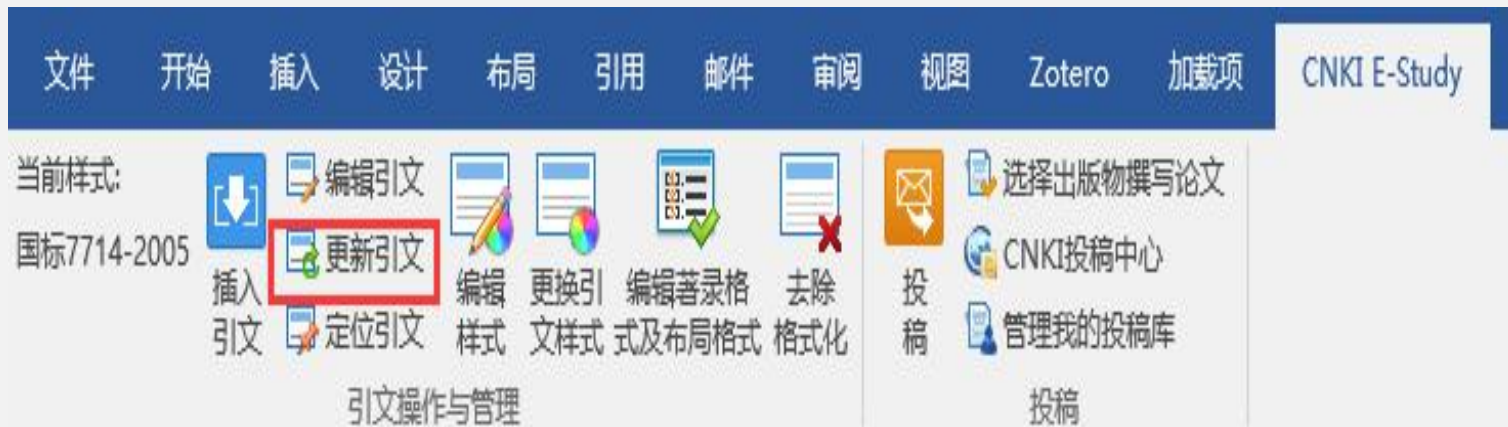 文件 开始 插入 设计 布局 引用 邮件 审阅 视图 Zotero 加载项 CNKI E-Study
当前样式:
国标7714-2005
插入
引文
编辑引文
更新引文
定位引文
编辑
样式
更换引
文样式
编辑著录格
式及布局格式
去除
格式化
引文操作与管理
投
稿
选择出版物撰写论文
CNKI投稿中心
管理我的投稿库
投稿